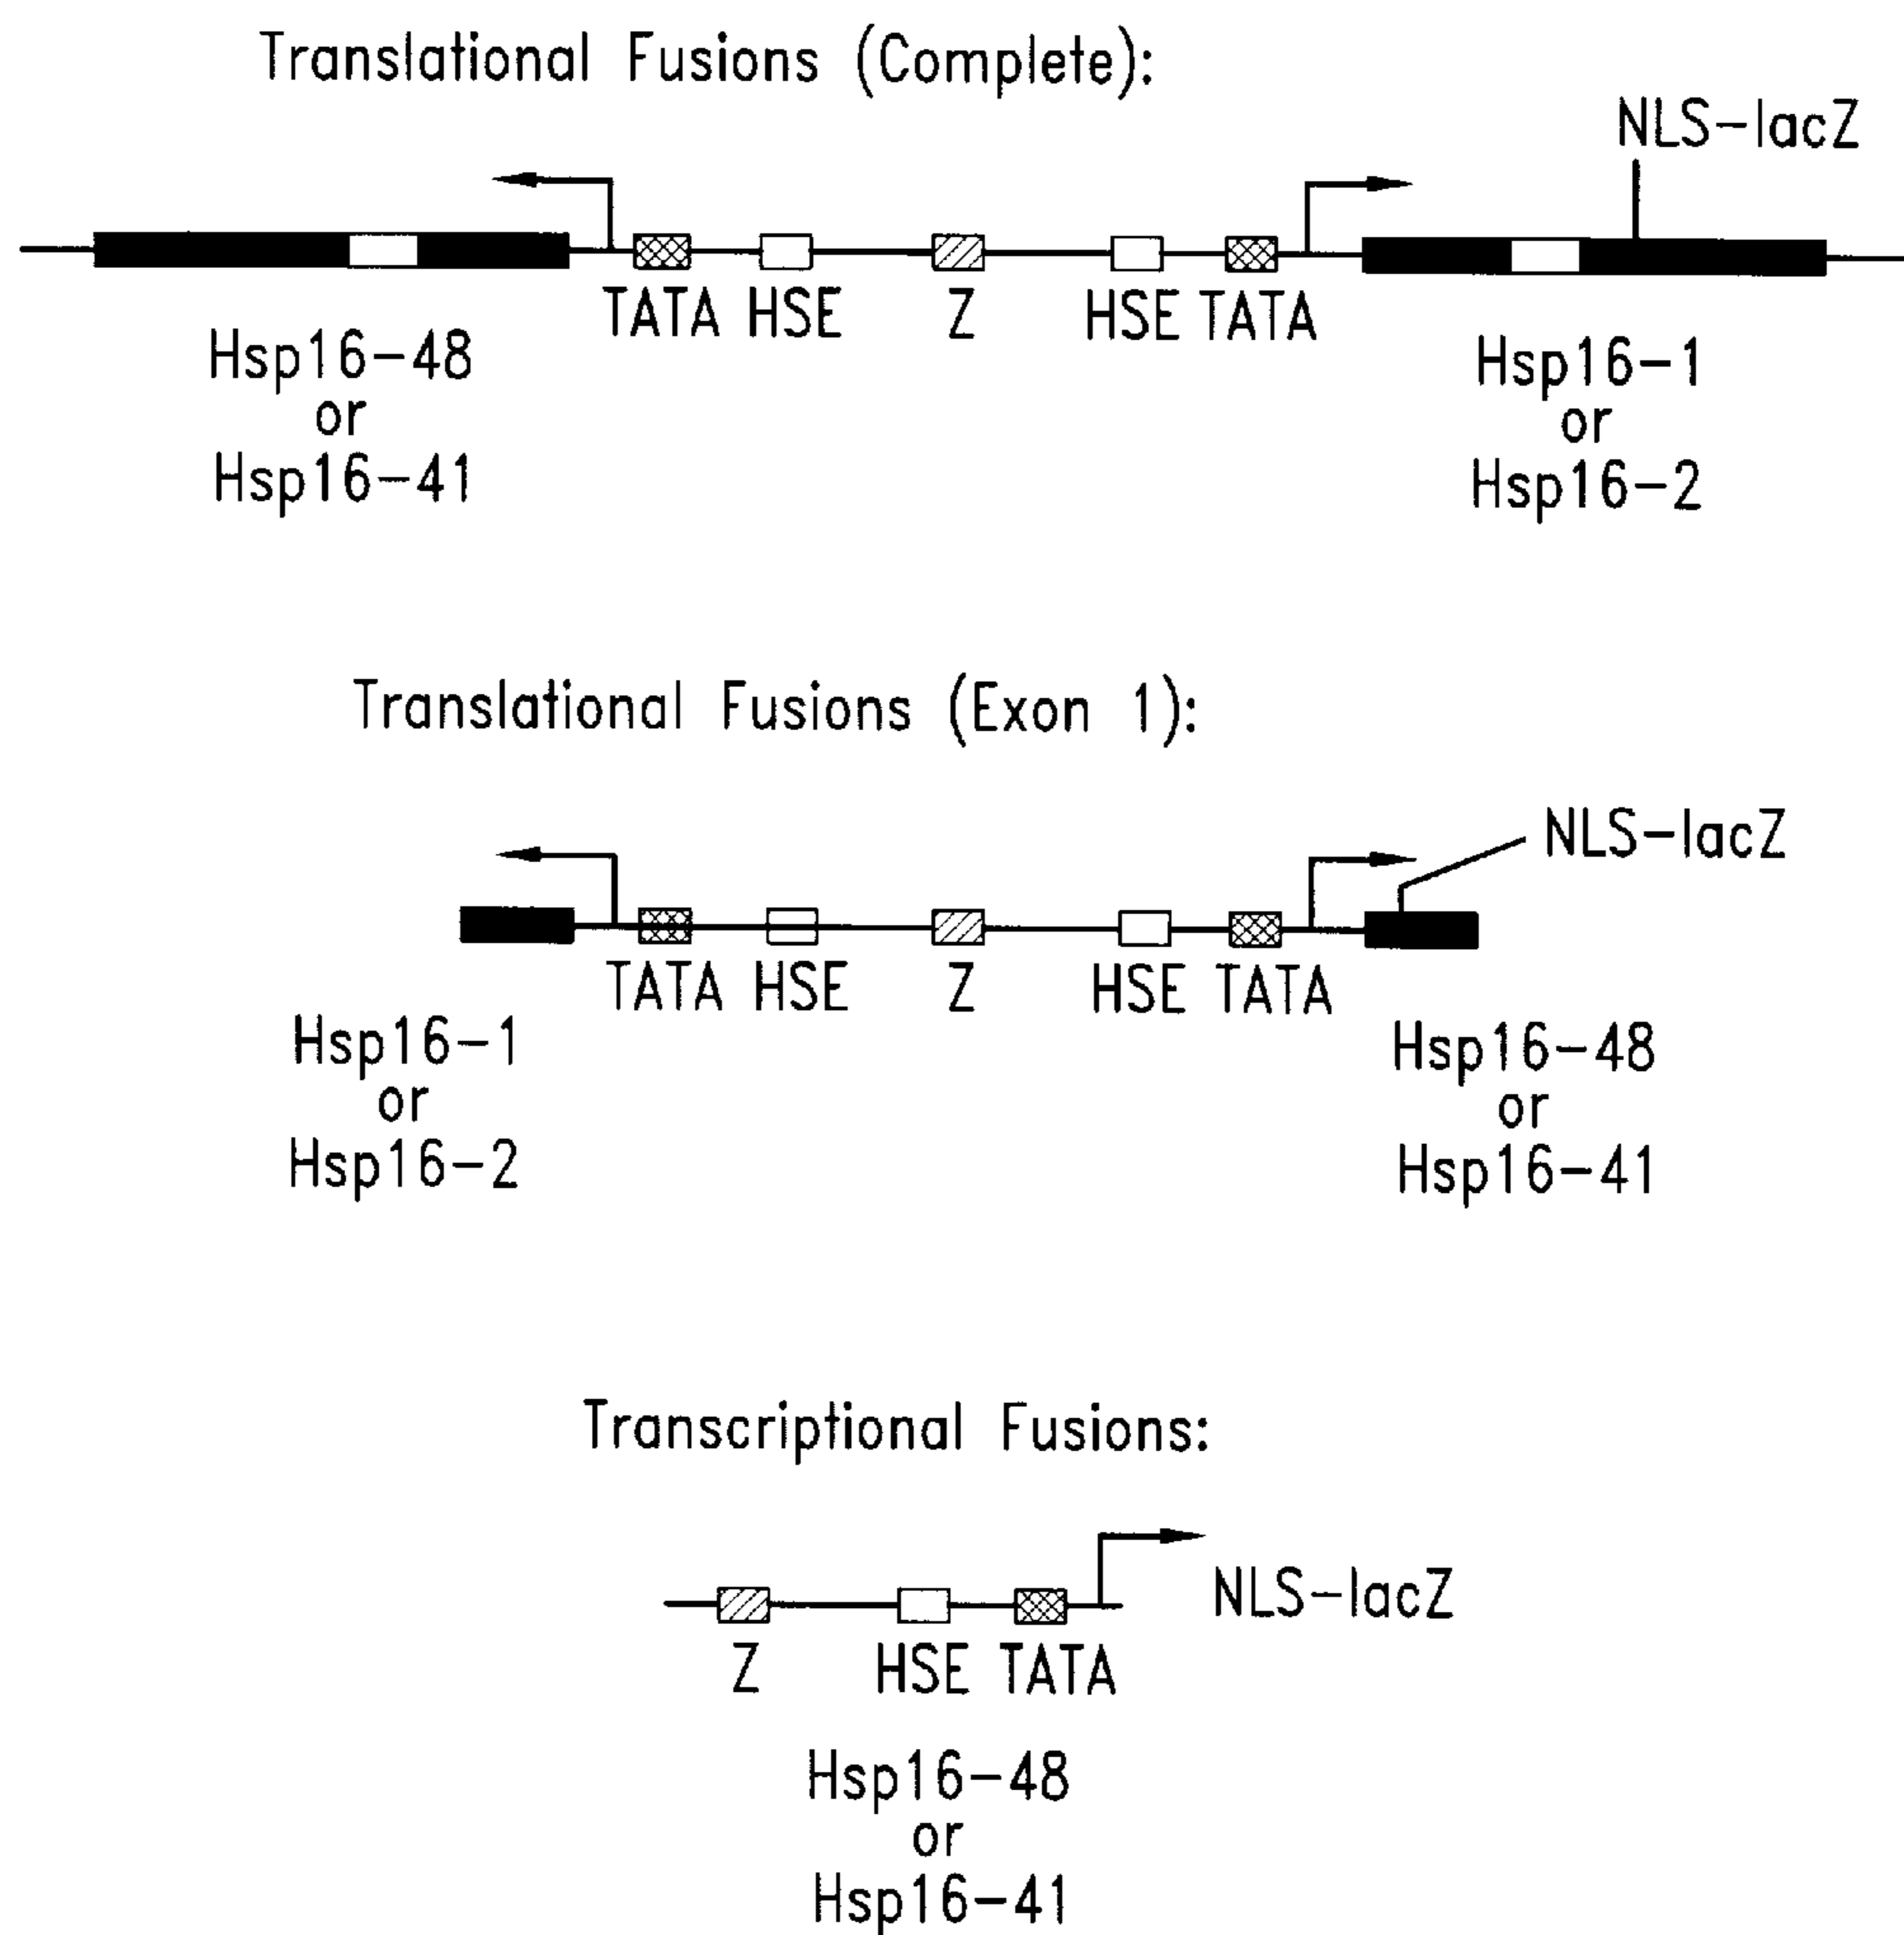 Translational Fusions (Complete):
NLS-lacZ
TATA HSE Z HSE TATA
Hsp16-48
or
Hsp16-41
Hsp16-1
or
Hsp16-2
Translational Fusions (Exon 1):
NLS-lacZ
TATA HSE Z HSE TATA
Hsp16-1
or
Hsp16-2
Hsp16-48
or
Hsp16-41
Transcriptional Fusions:
NLS-lacZ
Z HSE TATA
Hsp16-48
or
Hsp16-41